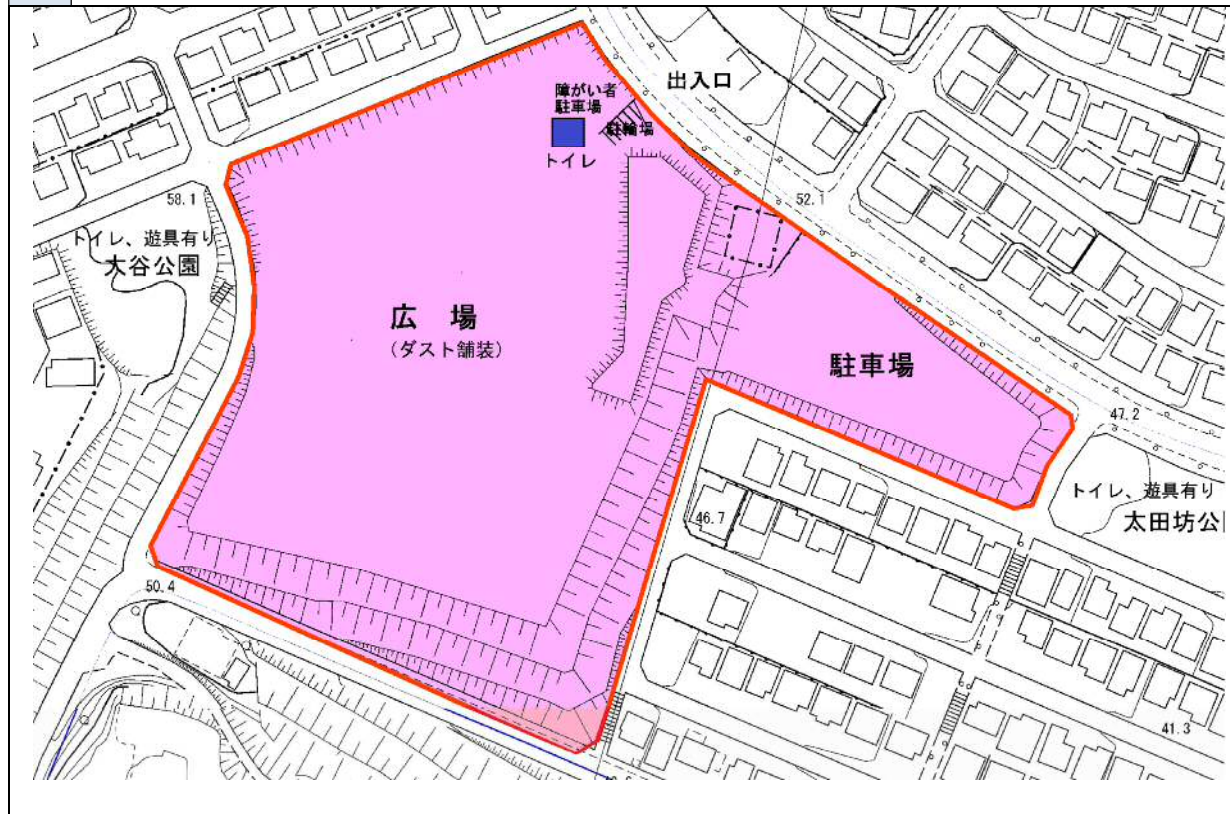 出入口
障がい者
駐車場
駐輪場
トイレ
58.1
52.1
トイレ、遊具有り
大谷公園
広 場
(ダスト舗装)
駐車場
47.2
トイレ、遊具有り
46.7
太田坊公
50.4
41.3